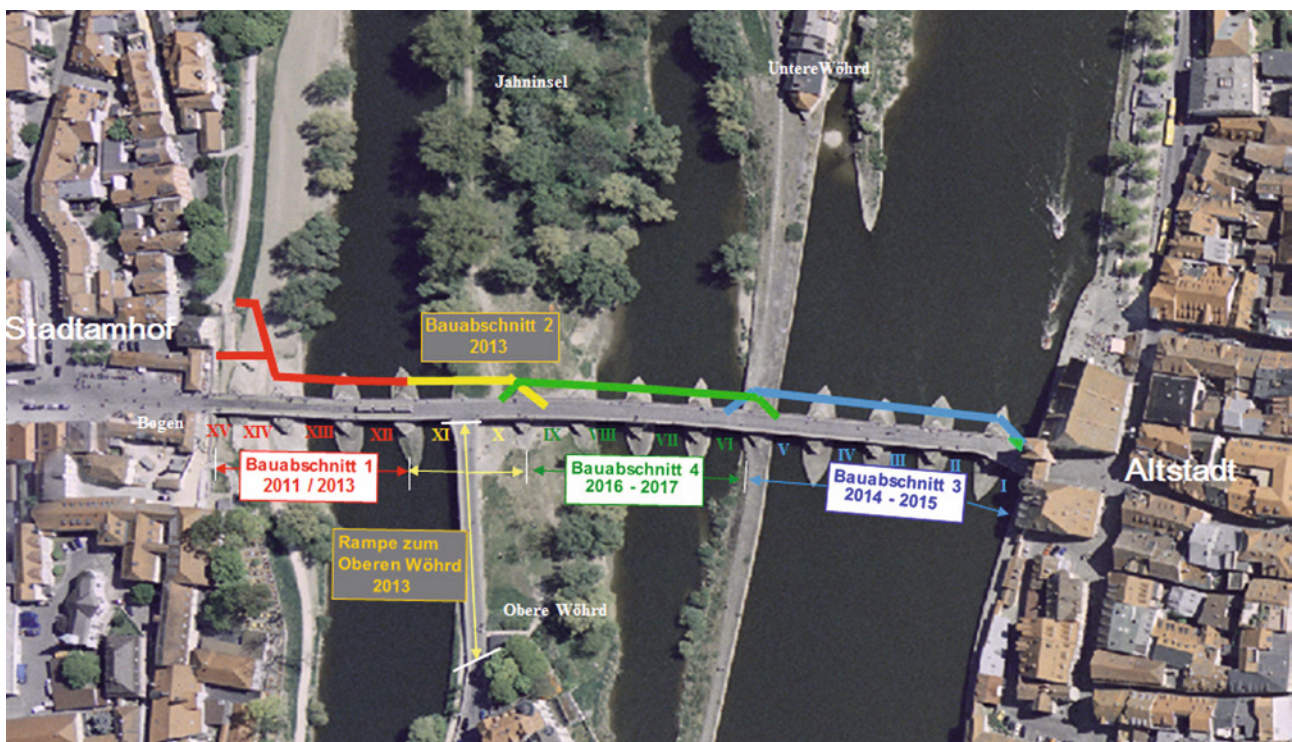 Jahninsel
UntereWöhrd
Stadtamhof
Bauabschnitt 2
2013
Bogen
XV XIV XIII XII XI X IX VIII VII VI V IV III II I
Bauabschnitt 1
2011 / 2013
Bauabschnitt 4
2016 - 2017
Bauabschnitt 3
2014 - 2015
Altstadt
Rampe zum
Oberen Wöhrd
2013
Obere Wöhrd